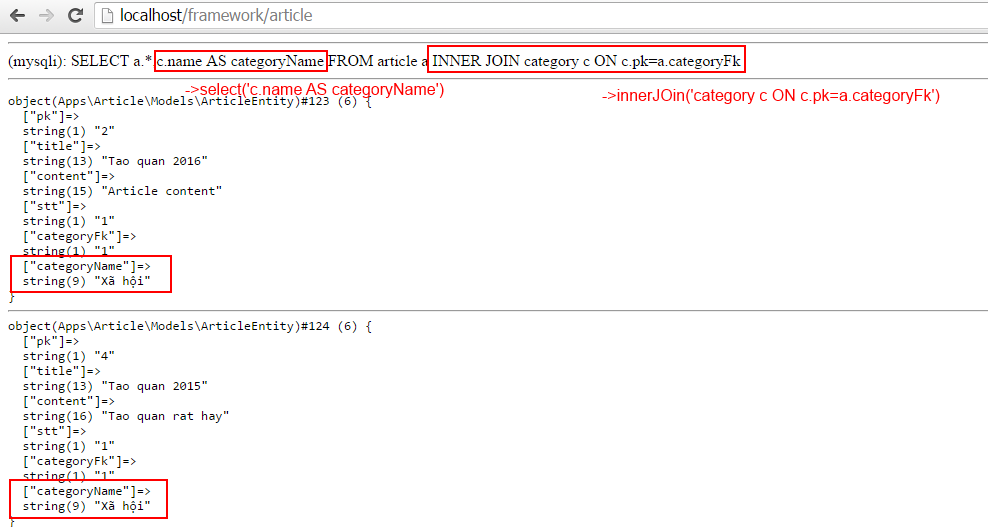 localhost/framework/article
(mysqli): SELECT a.* c.name AS categoryName FROM article a INNER JOIN category c ON c.pk=a.categoryFk
->select('c.name AS categoryName')
->innerJOin('category c ON c.pk=a.categoryFk')
object(Apps\Article\Models\ArticleEntity)#123 (6) {
["pk"]=>
string(1) "2"
["title"]=>
string(13) "Tao quan 2016"
["content"]=>
string(15) "Article content"
["stt"]=>
string(1) "1"
["categoryFk"]=>
string(1) "1"
["categoryName"]=>
string(9) "Xã hội"
}
object(Apps\Article\Models\ArticleEntity)#124 (6) {
["pk"]=>
string(1) "4"
["title"]=>
string(13) "Tao quan 2015"
["content"]=>
string(16) "Tao quan rat hay"
["stt"]=>
string(1) "1"
["categoryFk"]=>
string(1) "1"
["categoryName"]=>
string(9) "Xã hội"
}